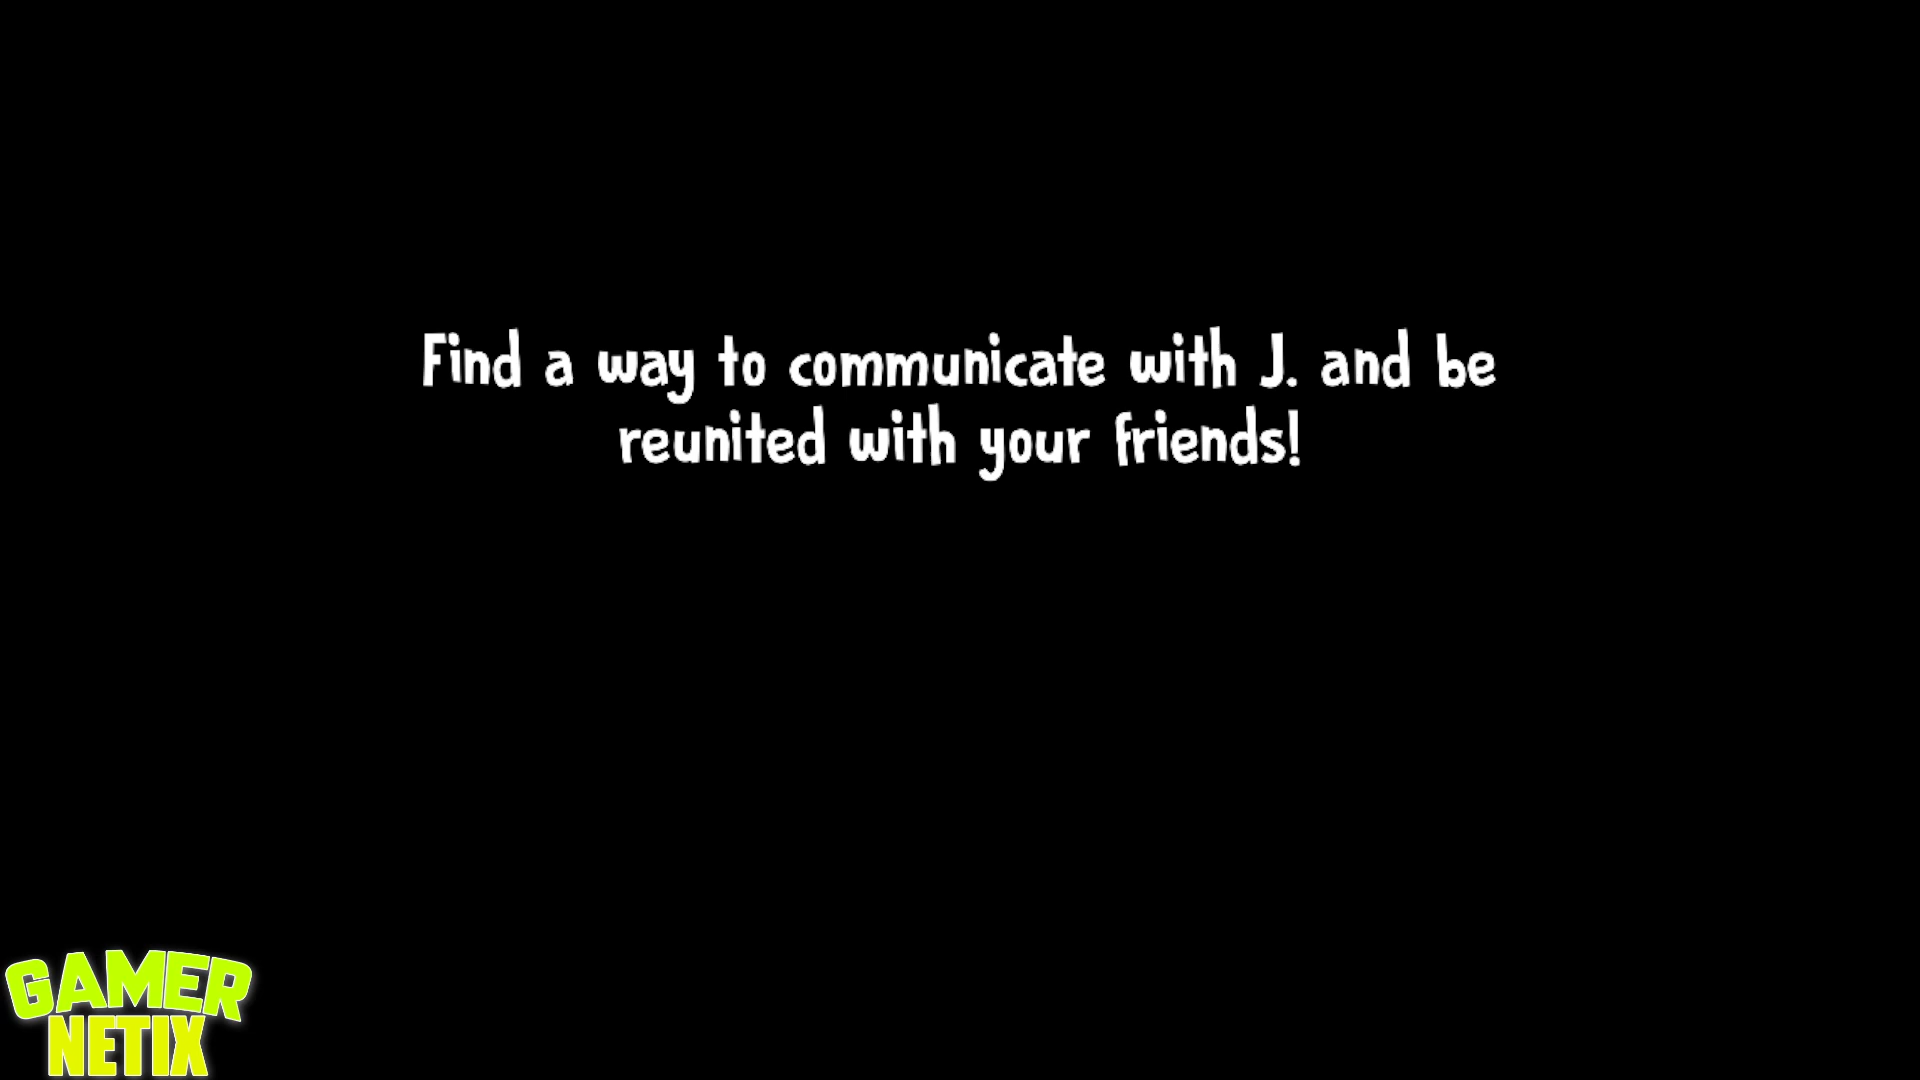 Find a way to communicate with J. and be
reunited with your friends!
GAMER
NETIX